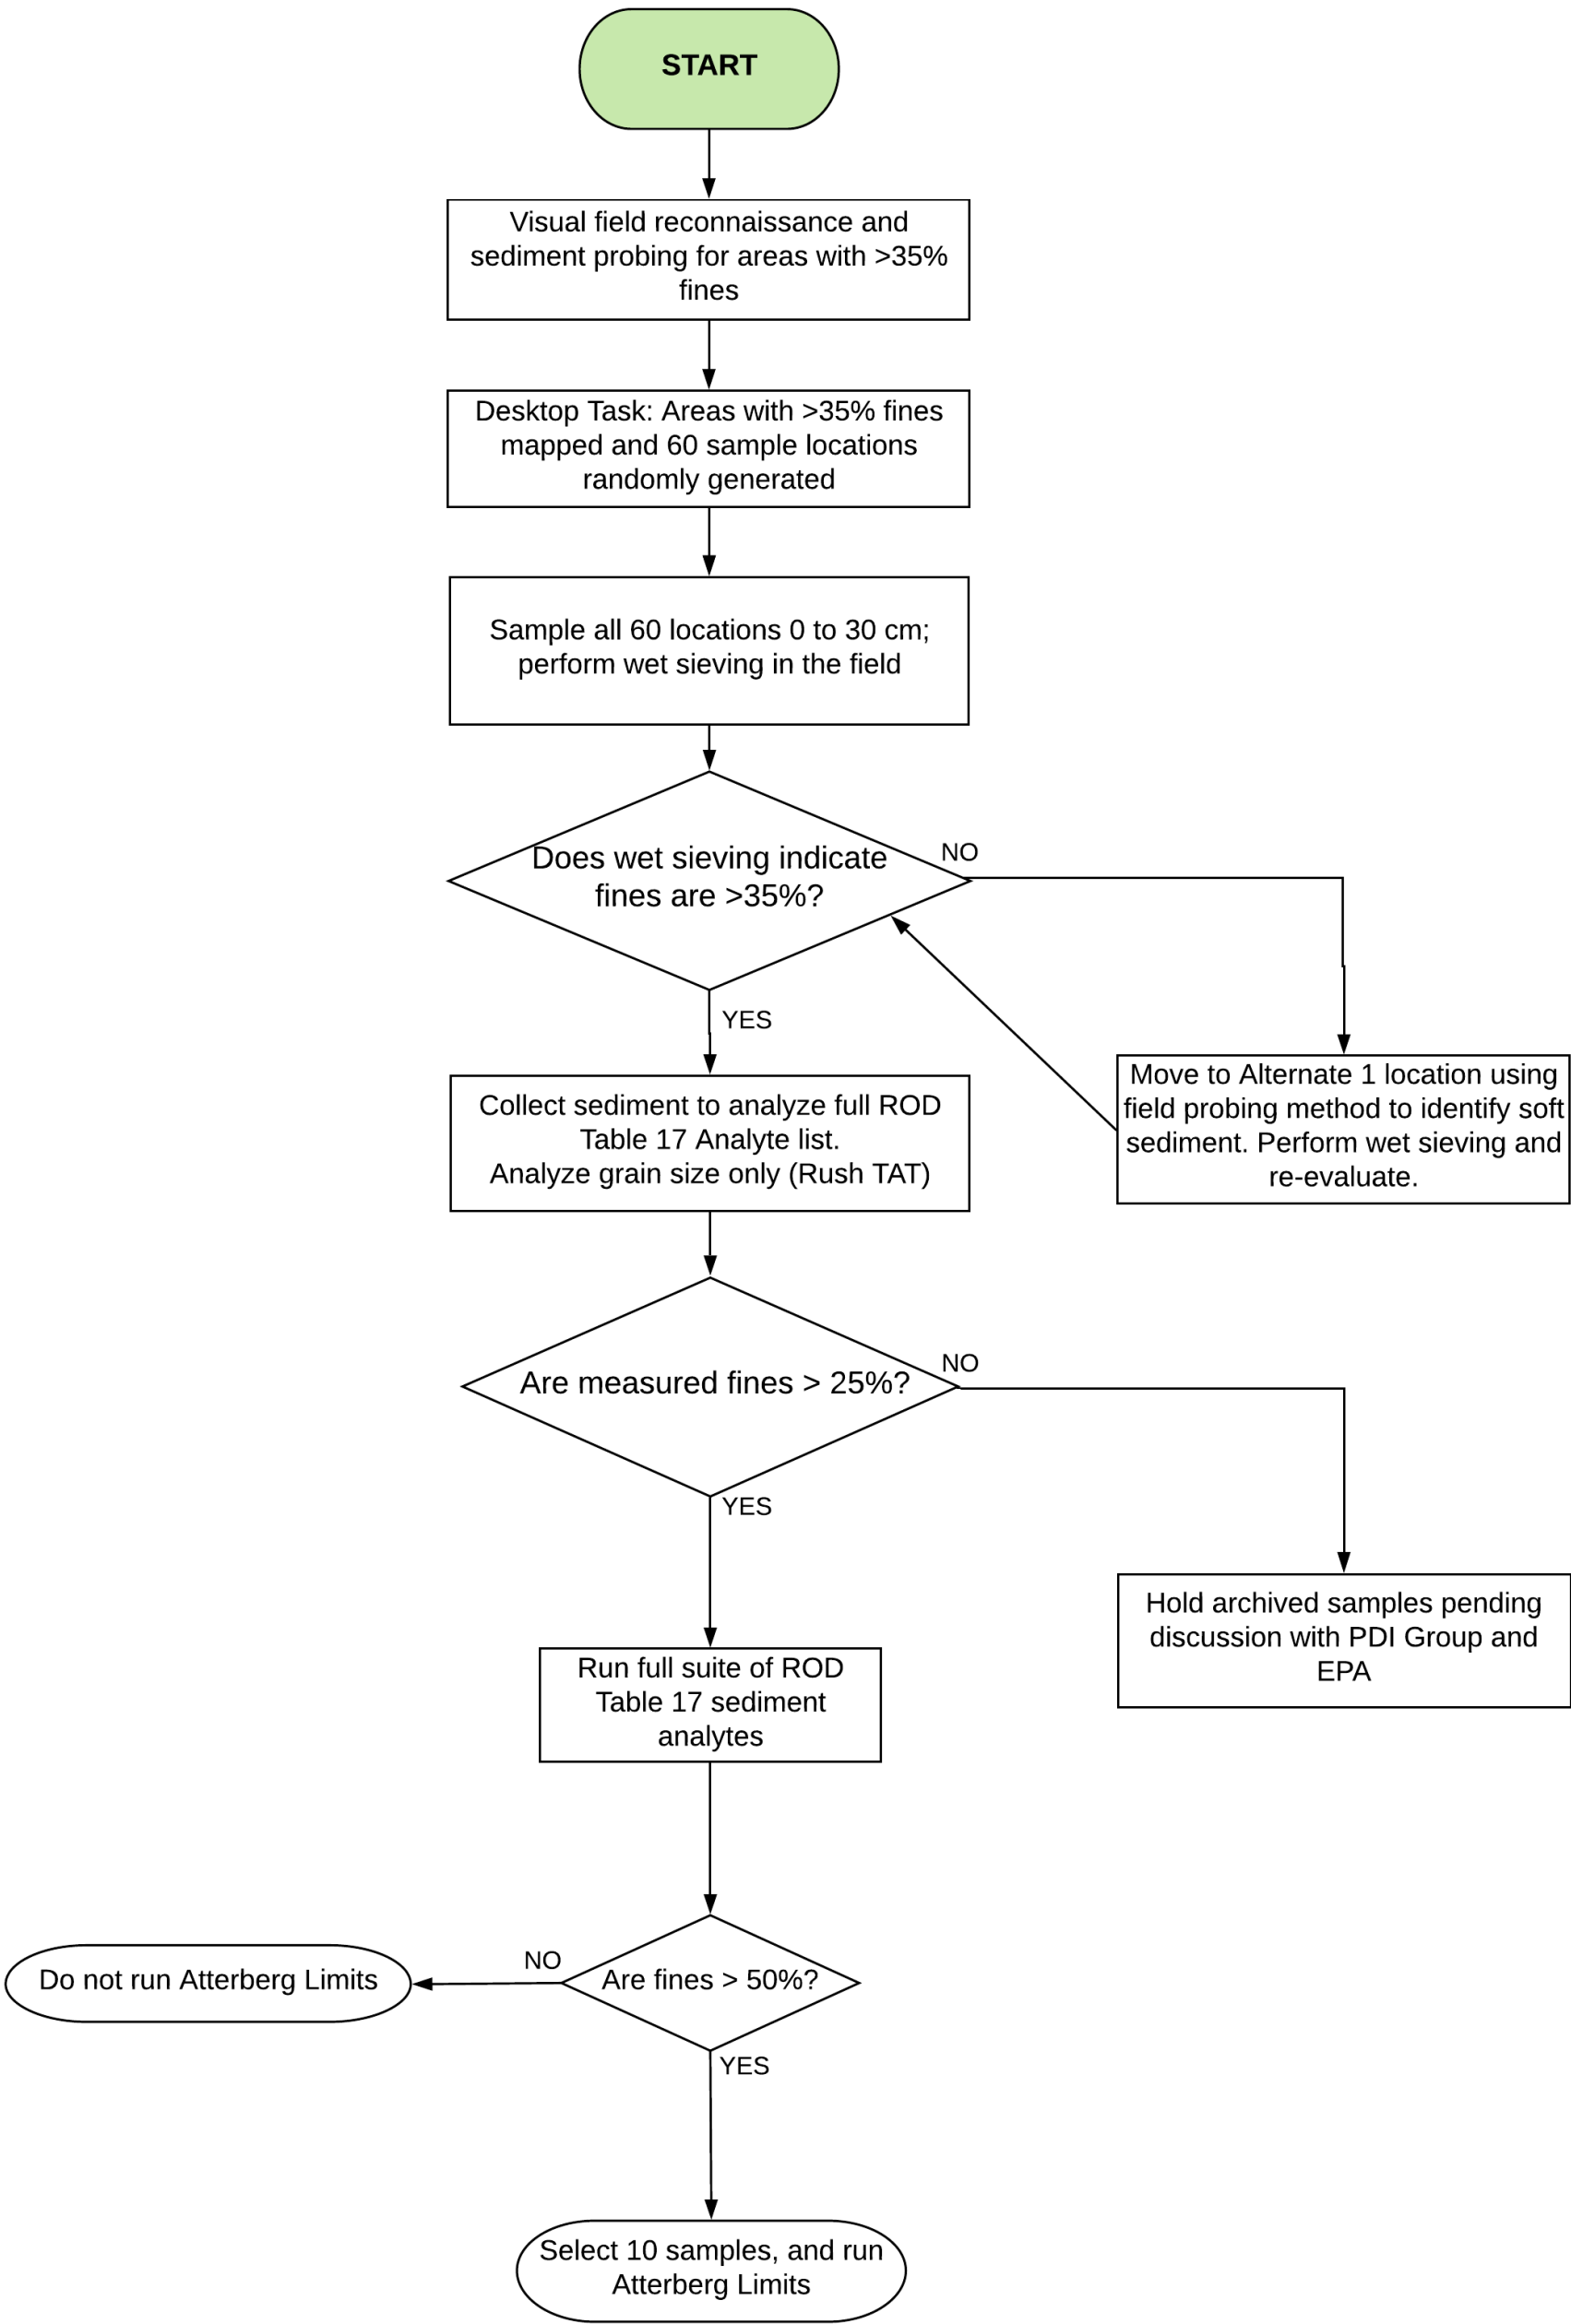 START
Visual field reconnaissance and
sediment probing for areas with >35%
fines
Desktop Task: Areas with >35% fines
mapped and 60 sample locations
randomly generated
Sample all 60 locations 0 to 30 cm;
perform wet sieving in the field
Does wet sieving indicate
fines are >35%?
NO
YES
Move to Alternate 1 location using
field probing method to identify soft
sediment. Perform wet sieving and
re-evaluate.
Collect sediment to analyze full ROD
Table 17 Analyte list.
Analyze grain size only (Rush TAT)
Are measured fines > 25%?
NO
YES
Hold archived samples pending
discussion with PDI Group and
EPA
Run full suite of ROD
Table 17 sediment
analytes
Are fines > 50%?
NO
Do not run Atterberg Limits
YES
Select 10 samples, and run
Atterberg Limits